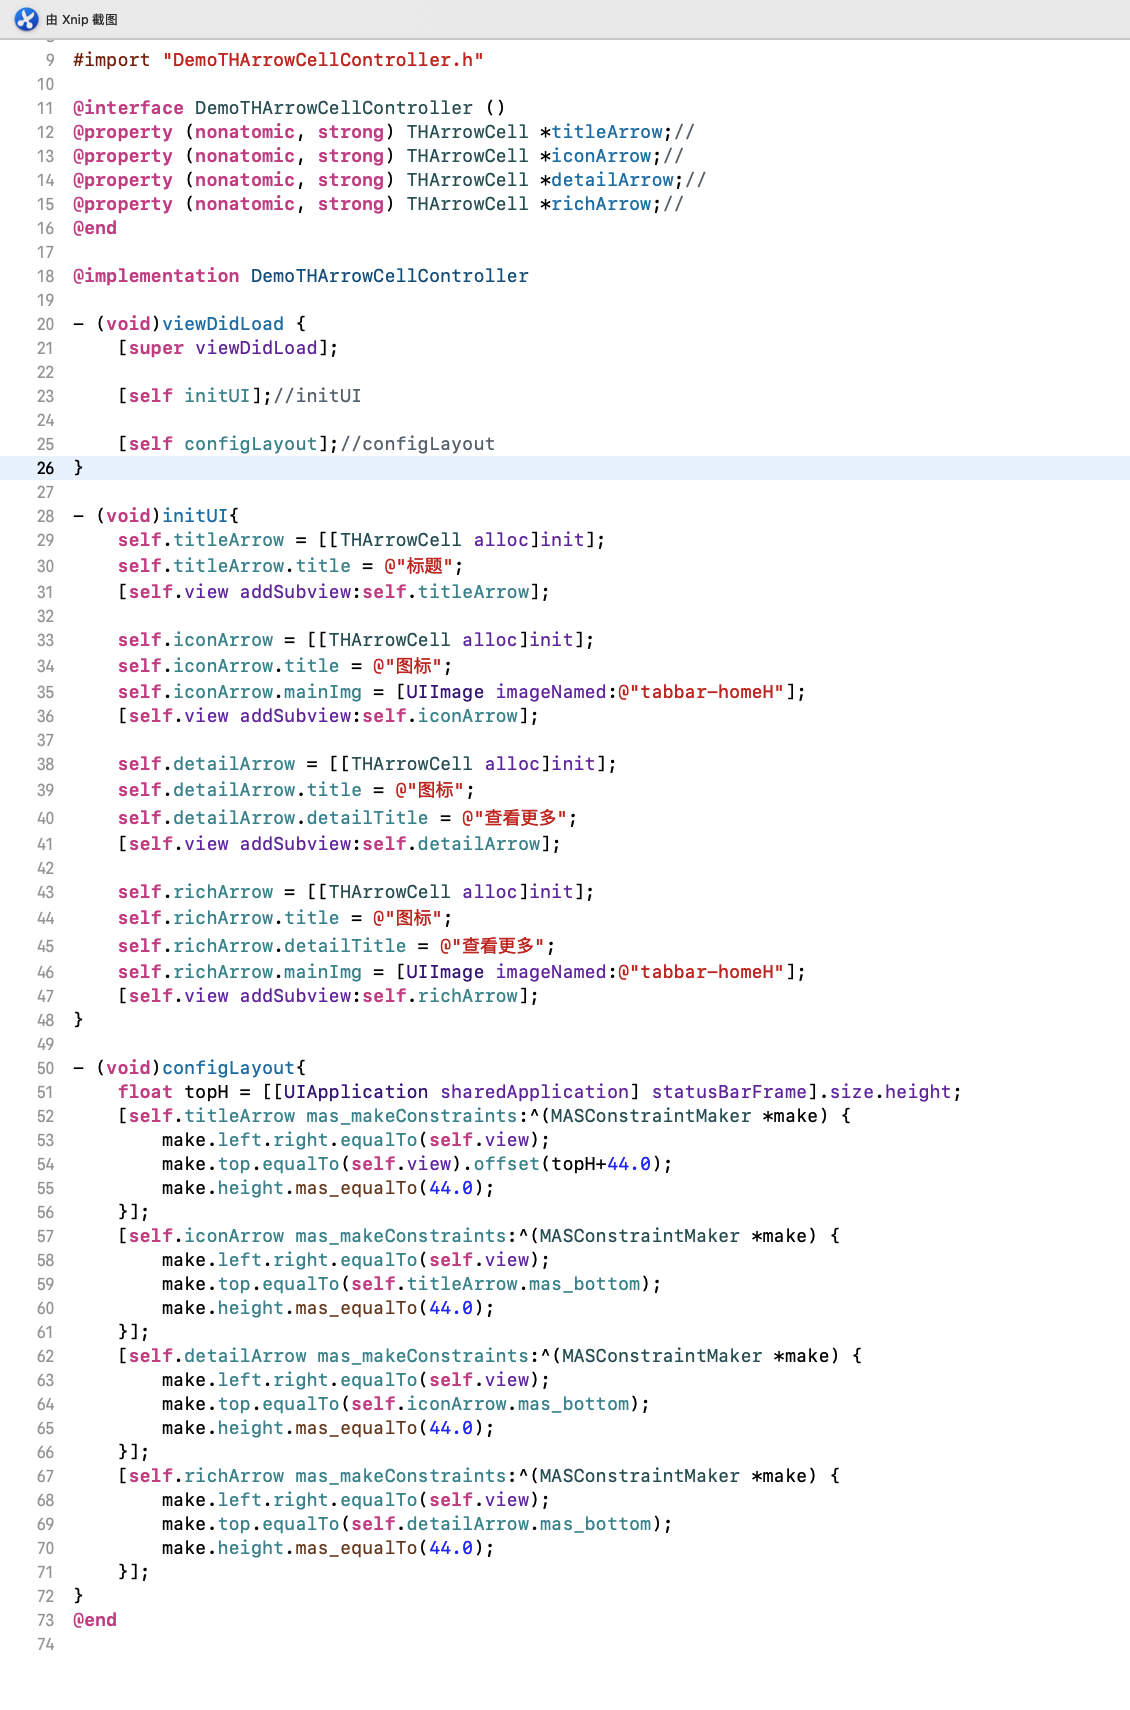 由 Xnip 截图
9 #import "DemoTHArrowCellController.h"
10
11 @interface DemoTHArrowCellController ()
12 @property (nonatomic, strong) THArrowCell *titleArrow;//
13 @property (nonatomic, strong) THArrowCell *iconArrow;//
14 @property (nonatomic, strong) THArrowCell *detailArrow;//
15 @property (nonatomic, strong) THArrowCell *richArrow;//
16 @end
17
18 @implementation DemoTHArrowCellController
19
20 - (void)viewDidLoad {
21     [super viewDidLoad];
22
23     [self initUI];//initUI
24
25     [self configLayout];//configLayout
26 }
27
28 - (void)initUI{
29     self.titleArrow = [[THArrowCell alloc]init];
30     self.titleArrow.title = @"标题";
31     [self.view addSubview:self.titleArrow];
32
33     self.iconArrow = [[THArrowCell alloc]init];
34     self.iconArrow.title = @"图标";
35     self.iconArrow.mainImg = [UIImage imageNamed:@"tabbar-homeH"];
36     [self.view addSubview:self.iconArrow];
37
38     self.detailArrow = [[THArrowCell alloc]init];
39     self.detailArrow.title = @"图标";
40     self.detailArrow.detailTitle = @"查看更多";
41     [self.view addSubview:self.detailArrow];
42
43     self.richArrow = [[THArrowCell alloc]init];
44     self.richArrow.title = @"图标";
45     self.richArrow.detailTitle = @"查看更多";
46     self.richArrow.mainImg = [UIImage imageNamed:@"tabbar-homeH"];
47     [self.view addSubview:self.richArrow];
48 }
49
50 - (void)configLayout{
51     float topH = [[UIApplication sharedApplication] statusBarFrame].size.height;
52     [self.titleArrow mas_makeConstraints:^(MASConstraintMaker *make) {
53         make.left.right.equalTo(self.view);
54         make.top.equalTo(self.view).offset(topH+44.0);
55         make.height.mas_equalTo(44.0);
56     }];
57     [self.iconArrow mas_makeConstraints:^(MASConstraintMaker *make) {
58         make.left.right.equalTo(self.view);
59         make.top.equalTo(self.titleArrow.mas_bottom);
60         make.height.mas_equalTo(44.0);
61     }];
62     [self.detailArrow mas_makeConstraints:^(MASConstraintMaker *make) {
63         make.left.right.equalTo(self.view);
64         make.top.equalTo(self.iconArrow.mas_bottom);
65         make.height.mas_equalTo(44.0);
66     }];
67     [self.richArrow mas_makeConstraints:^(MASConstraintMaker *make) {
68         make.left.right.equalTo(self.view);
69         make.top.equalTo(self.detailArrow.mas_bottom);
70         make.height.mas_equalTo(44.0);
71     }];
72 }
73 @end
74